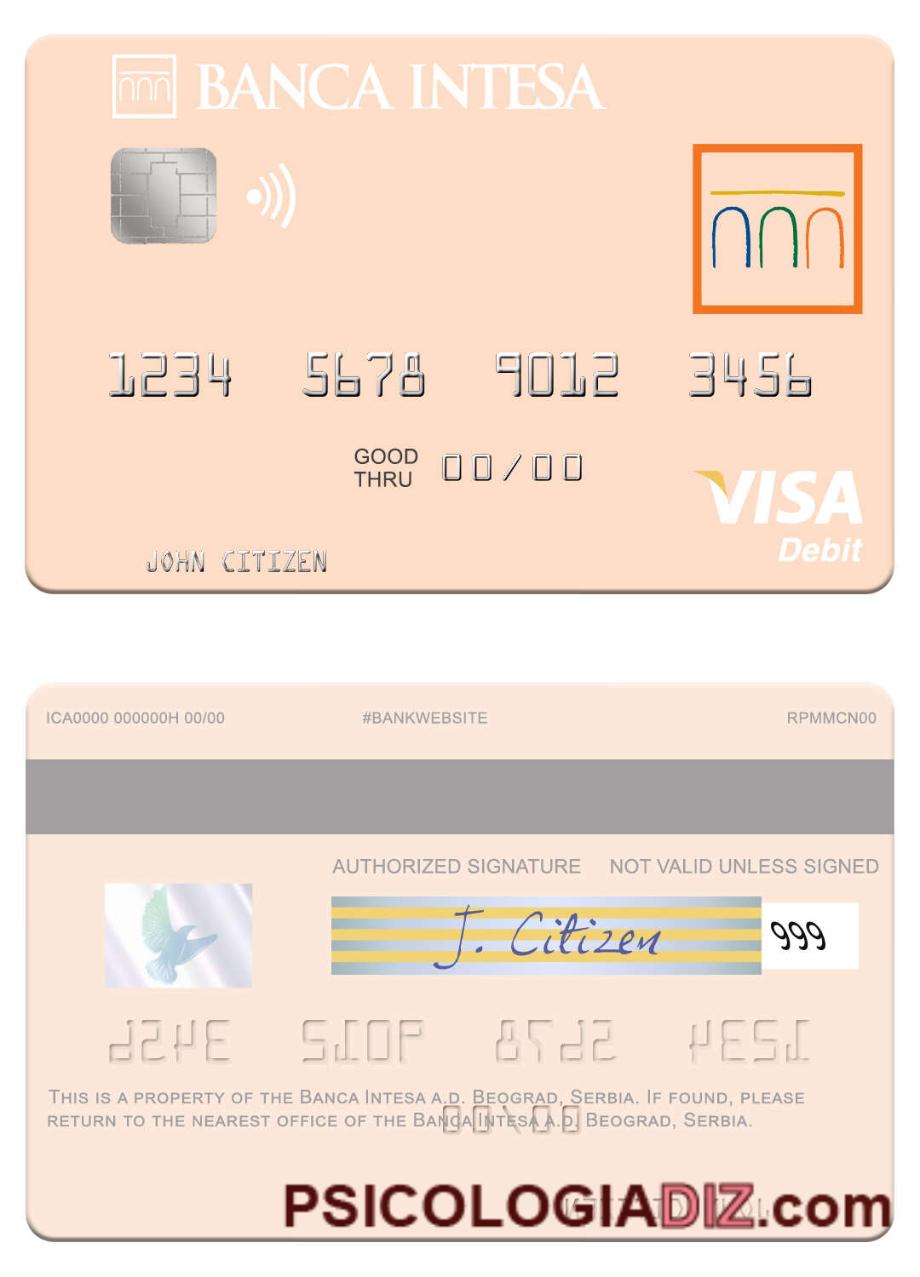 BANCA INTESA
1234 5678 9012 3456
GOOD
THRU 00/00
VISA
Debit
JOHN CITIZEN
ICA0000 000000H 00/00 #BANKWEBSITE RPMMCN00
AUTHORIZED SIGNATURE NOT VALID UNLESS SIGNED
J. Citizen 999
THIS IS A PROPERTY OF THE BANCA INTESA A.D. BEOGRAD, SERBIA. IF FOUND, PLEASE
RETURN TO THE NEAREST OFFICE OF THE BANCA INTESA A.D. BEOGRAD, SERBIA.
PSICOLOGIADIZ.com